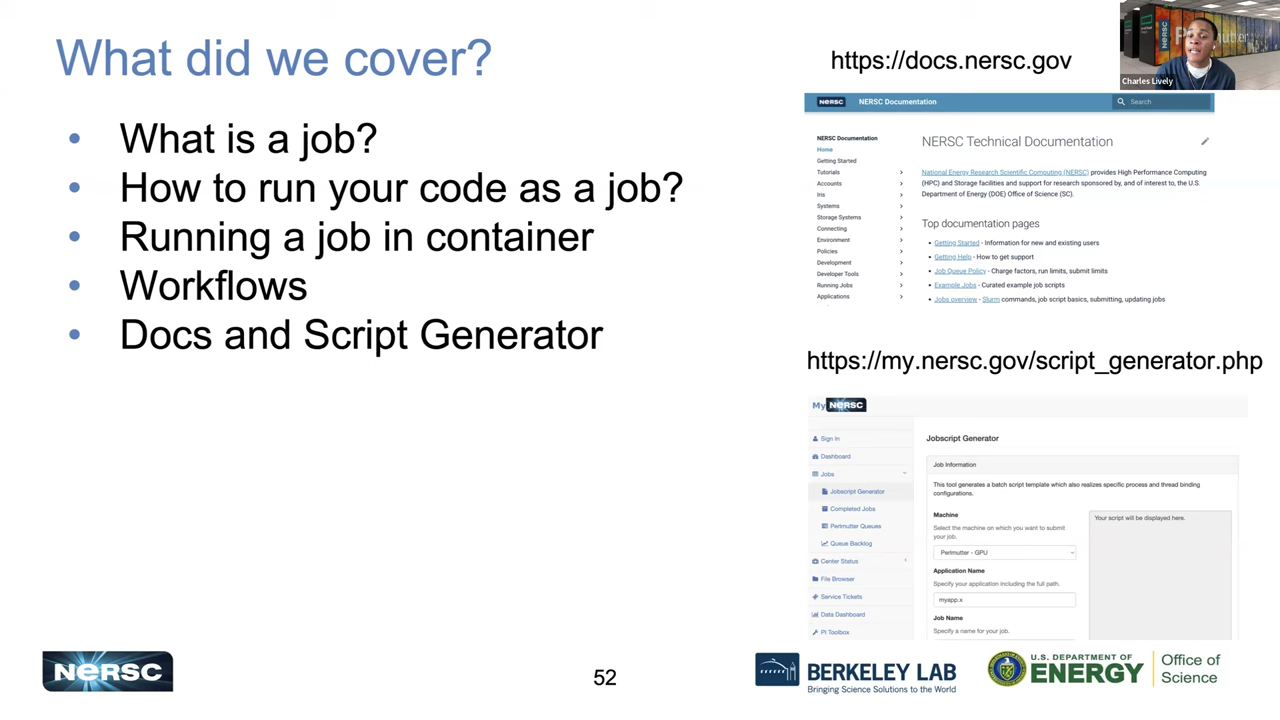 What did we cover?
• What is a job?
• How to run your code as a job?
• Running a job in container
• Workflows
• Docs and Script Generator
https://docs.nersc.gov
Charles Lively
NERSC
NERSC Documentation
Search
NERSC Documentation
Home
Getting Started
Tutorials
Accounts
Iris
Systems
Storage Systems
Connecting
Environment
Policies
Development
Developer Tools
Running Jobs
Applications
NERSC Technical Documentation
National Energy Research Scientific Computing (NERSC) provides High Performance Computing
(HPC) and Storage facilities and support for research sponsored by, and of interest to, the U.S.
Department of Energy (DOE) Office of Science (SC).
Top documentation pages
• Getting Started - Information for new and existing users
• Getting Help - How to get support
• Job Queue Policy - Charge factors, run limits, submit limits
• Example Jobs - Curated example job scripts
• Jobs overview - Slurm commands, job script basics, submitting, updating jobs
https://my.nersc.gov/script_generator.php
My NERSC
Sign In
Dashboard
Jobs
Jobscript Generator
Completed Jobs
Perlmutter Queues
Queue Backlog
Center Status
File Browser
Service Tickets
Data Dashboard
PI Toolbox
Jobscript Generator
Job Information
This tool generates a batch script template which also realizes specific process and thread binding
configurations.
Machine
Select the machine on which you want to submit
your job.
Perlmutter - GPU
Application Name
Specify your application including the full path.
myapp.x
Job Name
Specify a name for your job.
Your script will be displayed here.
NERSC
52
BERKELEY LAB
Bringing Science Solutions to the World
U.S. DEPARTMENT OF
ENERGY
Office of
Science